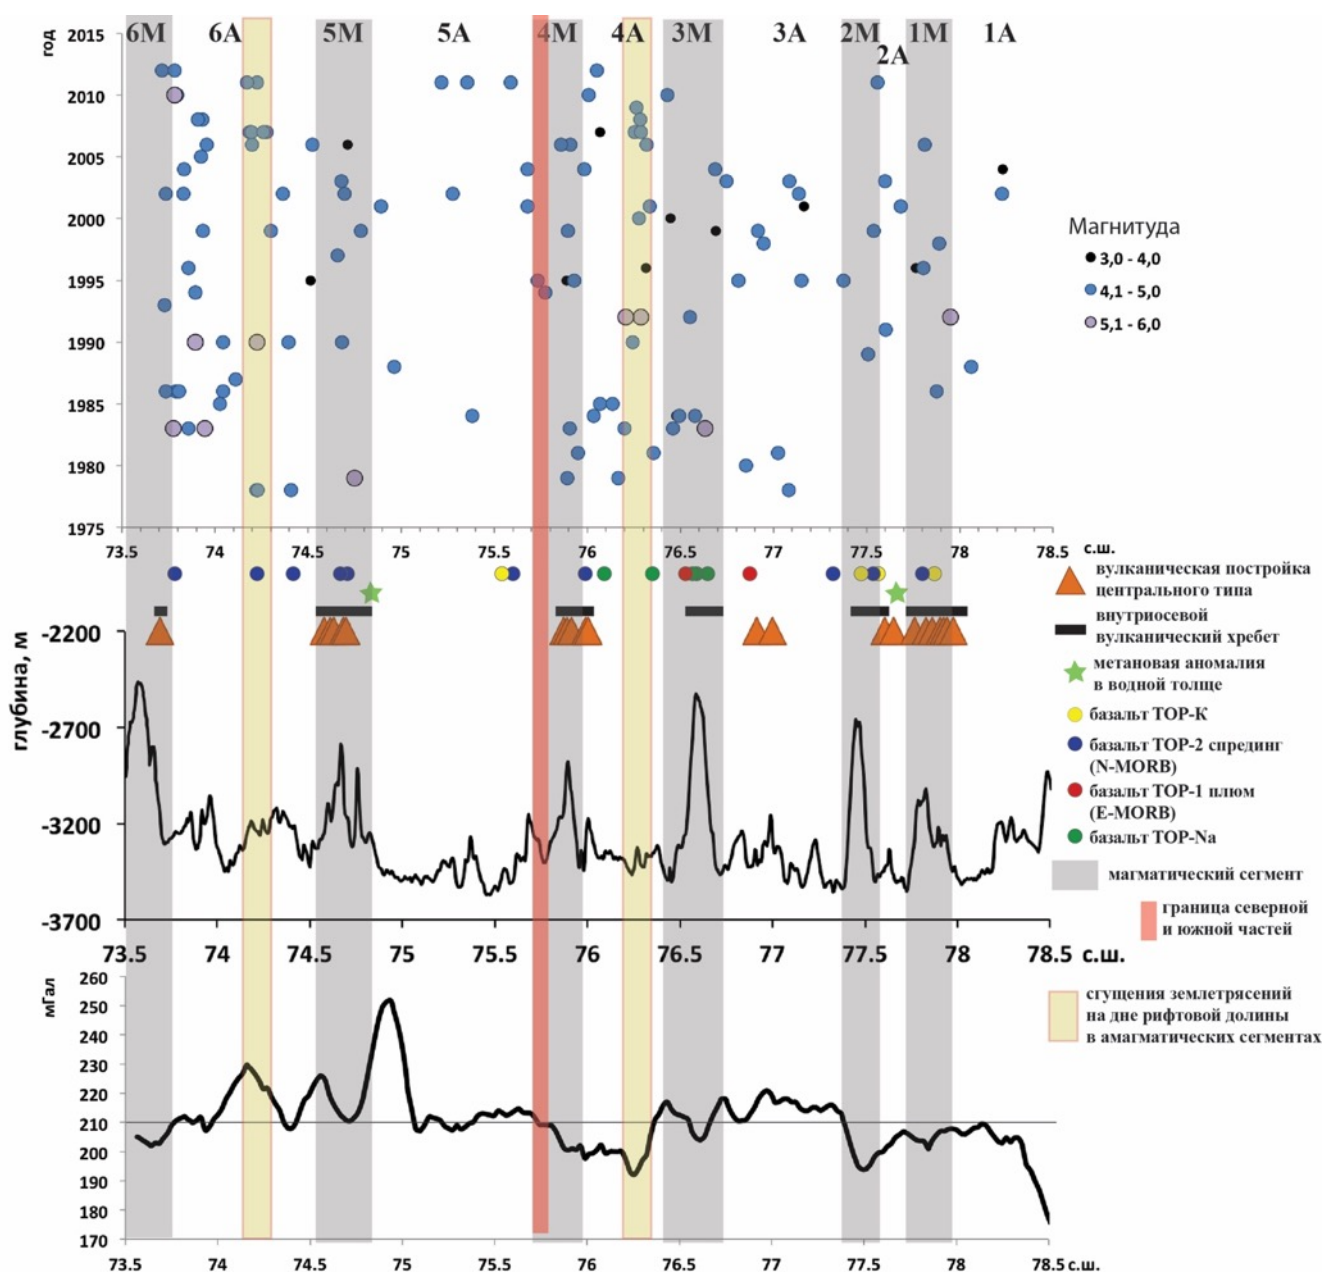 6M 6A 5M 5A 4M 4A 3M 3A 2M 2A 1M 1A
год
2015
2010
2005
2000
1995
1990
1985
1980
1975
73.5 74 74.5 75 75.5 76 76.5 77 77.5 78 78.5
с.ш.
Магнитуда
3,0 - 4,0
4,1 - 5,0
5,1 - 6,0
глубина, м
-2200
-2700
-3200
-3700
73.5 74 74.5 75 75.5 76 76.5 77 77.5 78 78.5 с.ш.
вулканическая постройка
центрального типа
внутриосевой
вулканический хребет
метановая аномалия
в водной толще
базальт ТОР-К
базальт ТОР-2 спрединг
(N-MORB)
базальт ТОР-1 плюм
(E-MORB)
базальт ТОР-Na
магматический сегмент
граница северной
и южной частей
сгущения землетрясений
на дне рифтовой долины
в амагматических сегментах
мГал
260
250
240
230
220
210
200
190
180
170
73.5 74 74.5 75 75.5 76 76.5 77 77.5 78 78.5 с.ш.